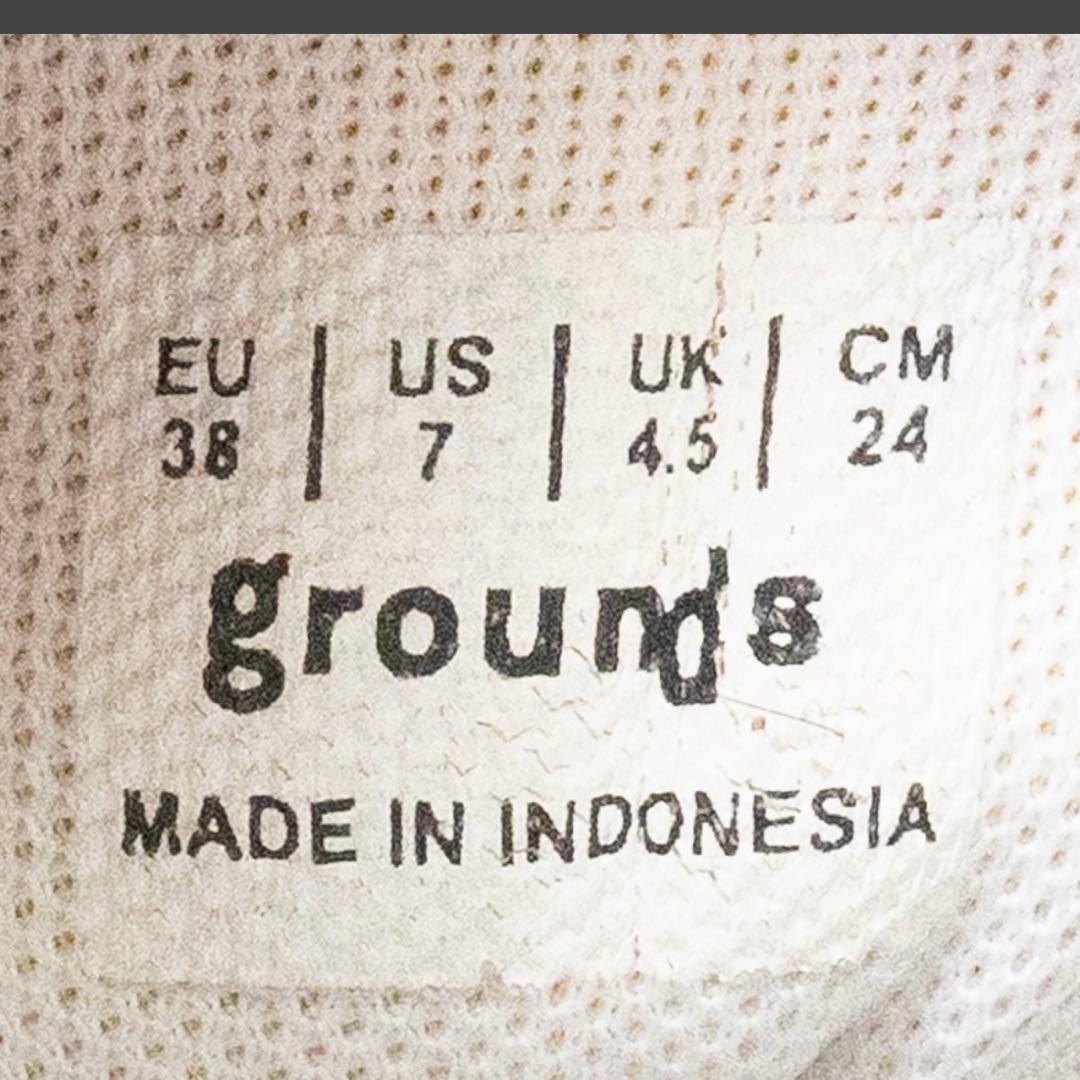 EU | US | UK | CM
38 | 7 | 4.5 | 24
grounds
MADE IN INDONESIA